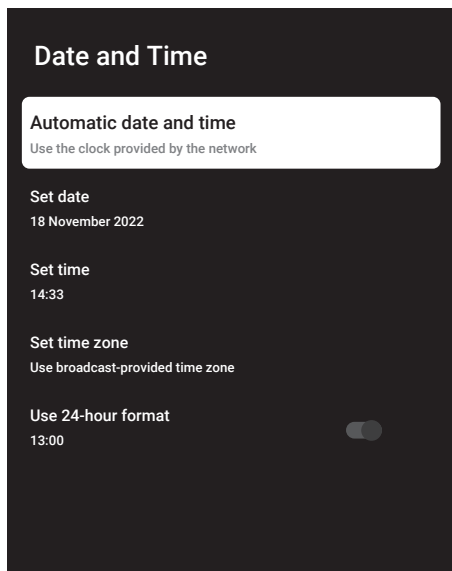 Date and Time
Automatic date and time
Use the clock provided by the network
Set date
18 November 2022
Set time
14:33
Set time zone
Use broadcast-provided time zone
Use 24-hour format
13:00